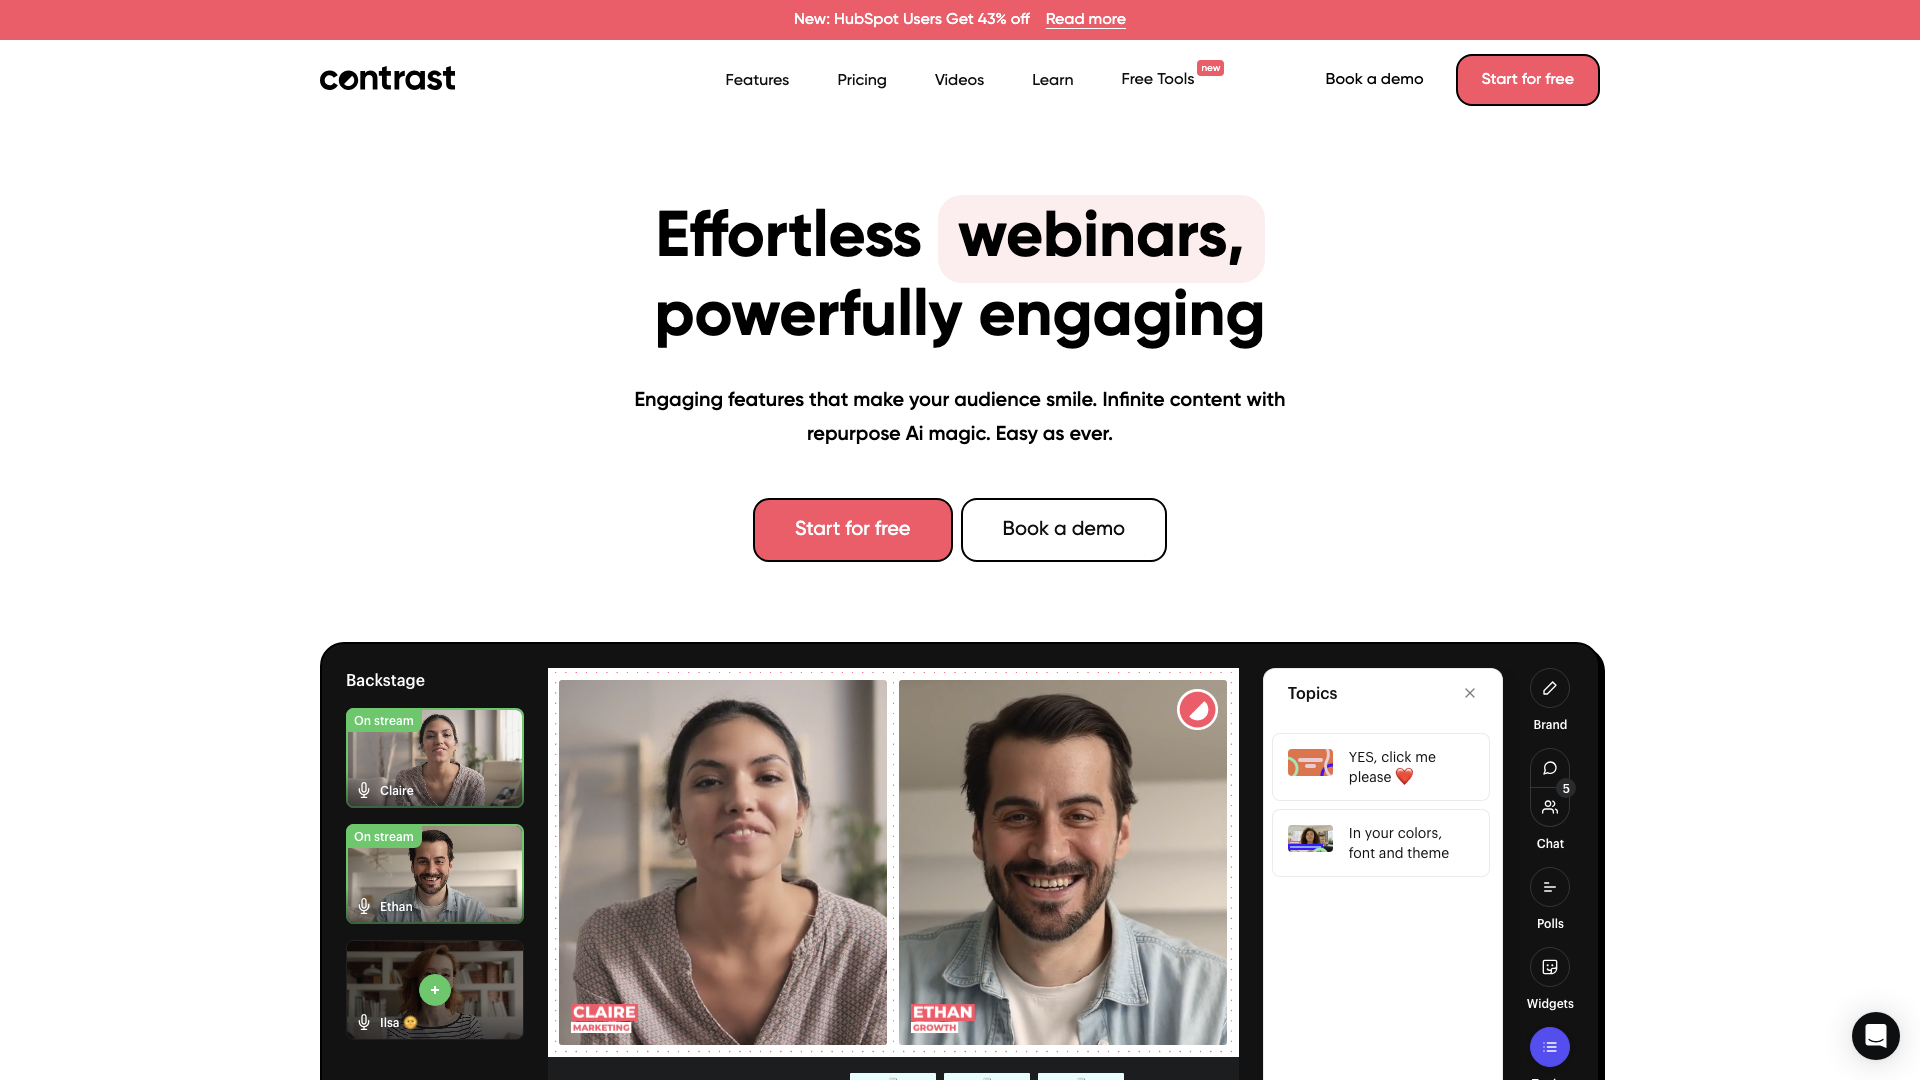 New: HubSpot Users Get 43% off Read more
contrast
Features
Pricing
Videos
Learn
Free Tools
new
Book a demo
Start for free
Effortless webinars,
powerfully engaging
Engaging features that make your audience smile. Infinite content with
repurpose Ai magic. Easy as ever.
Start for free
Book a demo
Backstage
On stream
Claire
On stream
Ethan
Ilsa 🌝
CLAIRE
MARKETING
ETHAN
GROWTH
Topics
YES, click me
please ❤️
In your colors,
font and theme
Brand
5
Chat
Polls
Widgets